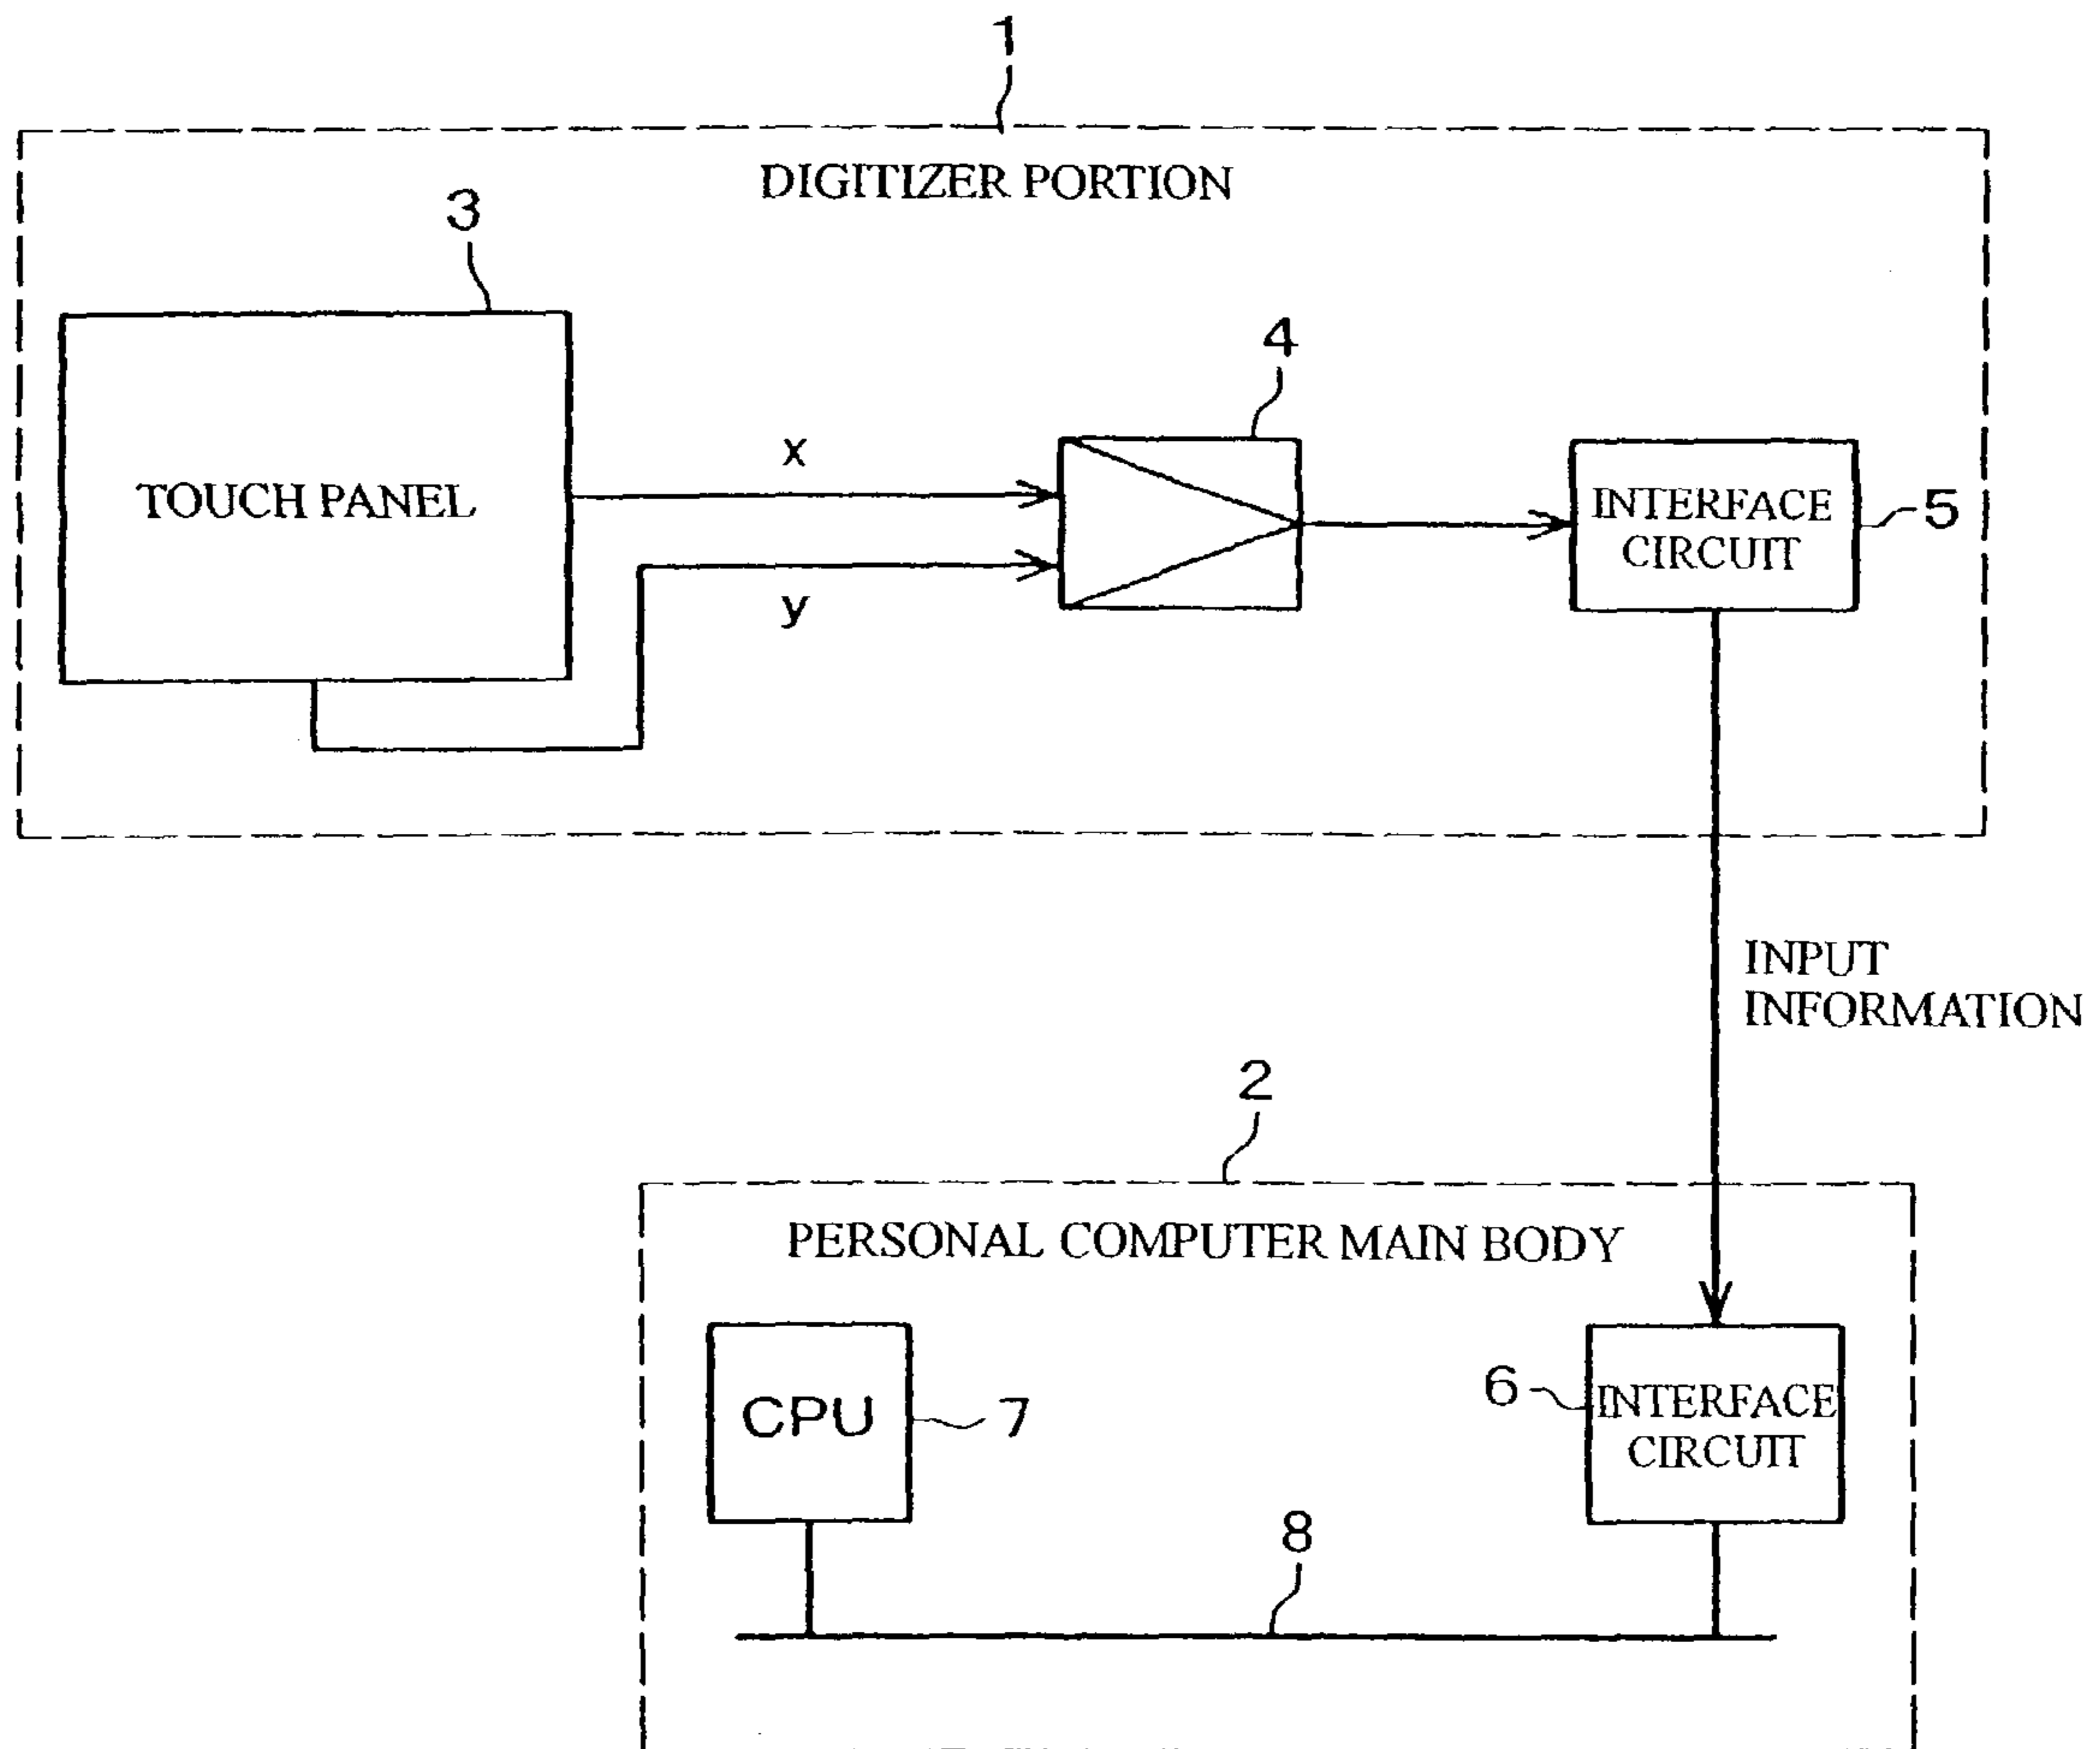 1
DIGITIZER PORTION
3
4
x
TOUCH PANEL
INTERFACE
CIRCUIT
5
y
INPUT
INFORMATION
2
PERSONAL COMPUTER MAIN BODY
CPU
7
6
INTERFACE
CIRCUIT
8